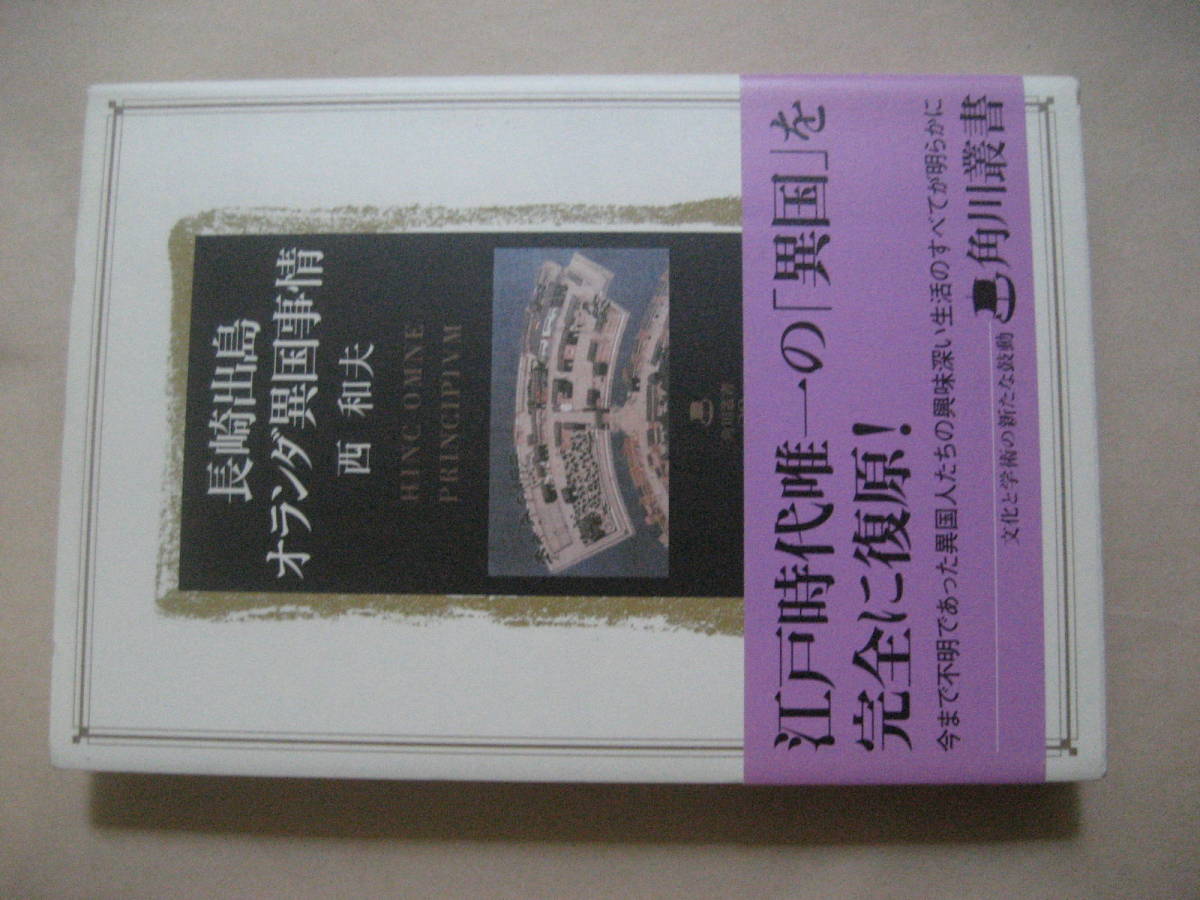 長崎出島
オランダ異国事情
西 和夫
HINC OMNE
PRINCIPIVM
角川叢書
江戸時代唯一の「異国」を
完全に復原!
今まで不明であった異国人たちの興味深い生活のすべてが明らかに
文化と学術の新たな鼓動
角川叢書